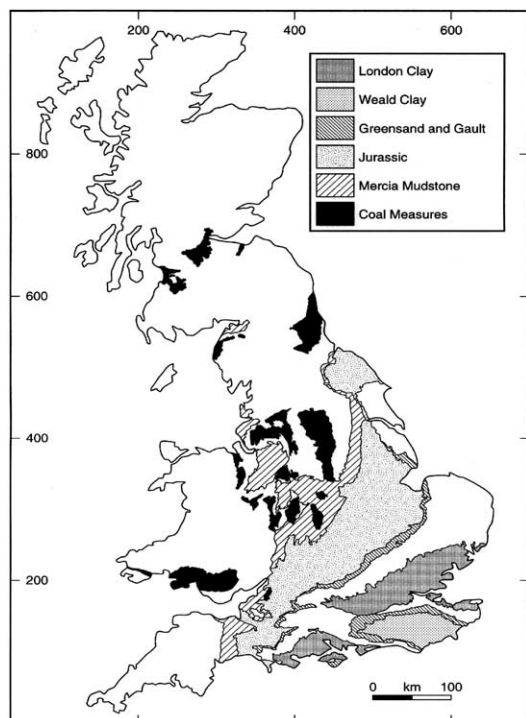 200 400 600
London Clay
Weald Clay
Greensand and Gault
Jurassic
Mercia Mudstone
Coal Measures
800
600
400
200
0 km 100